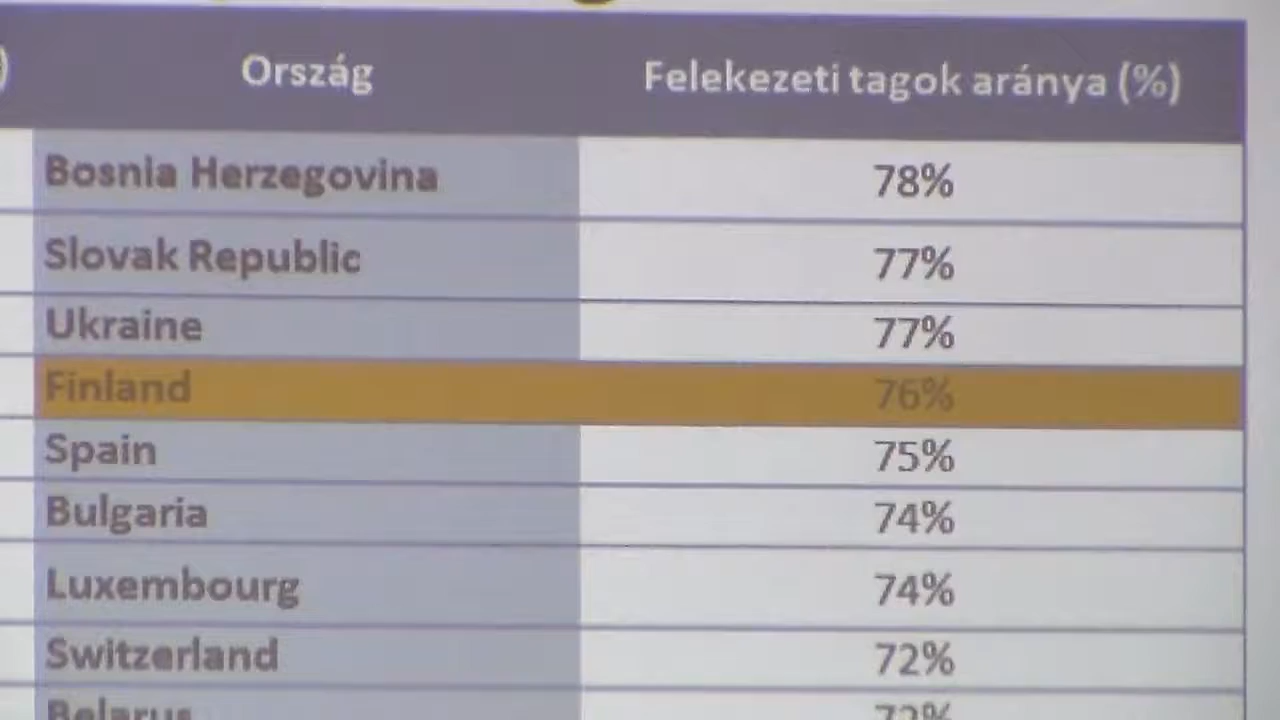 ) Ország Felekezeti tagok aránya (%)
Bosnia Herzegovina 78%
Slovak Republic 77%
Ukraine 77%
Finland 76%
Spain 75%
Bulgaria 74%
Luxembourg 74%
Switzerland 72%
Belarus